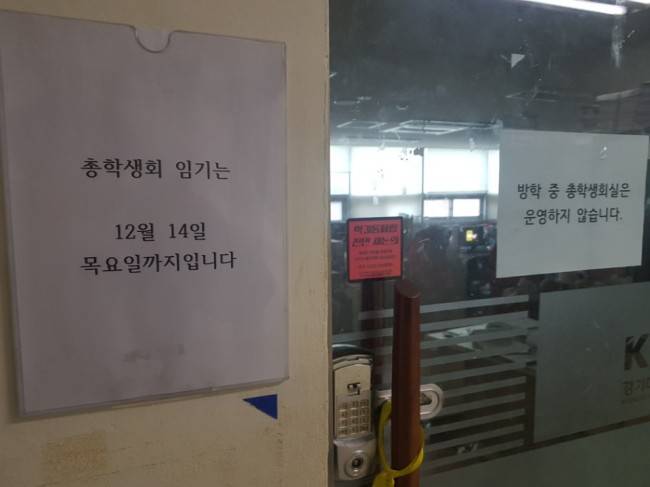 총학생회 임기는
12월 14일
목요일까지입니다
방학 중 총학생회실은
운영하지 않습니다.
K
경기